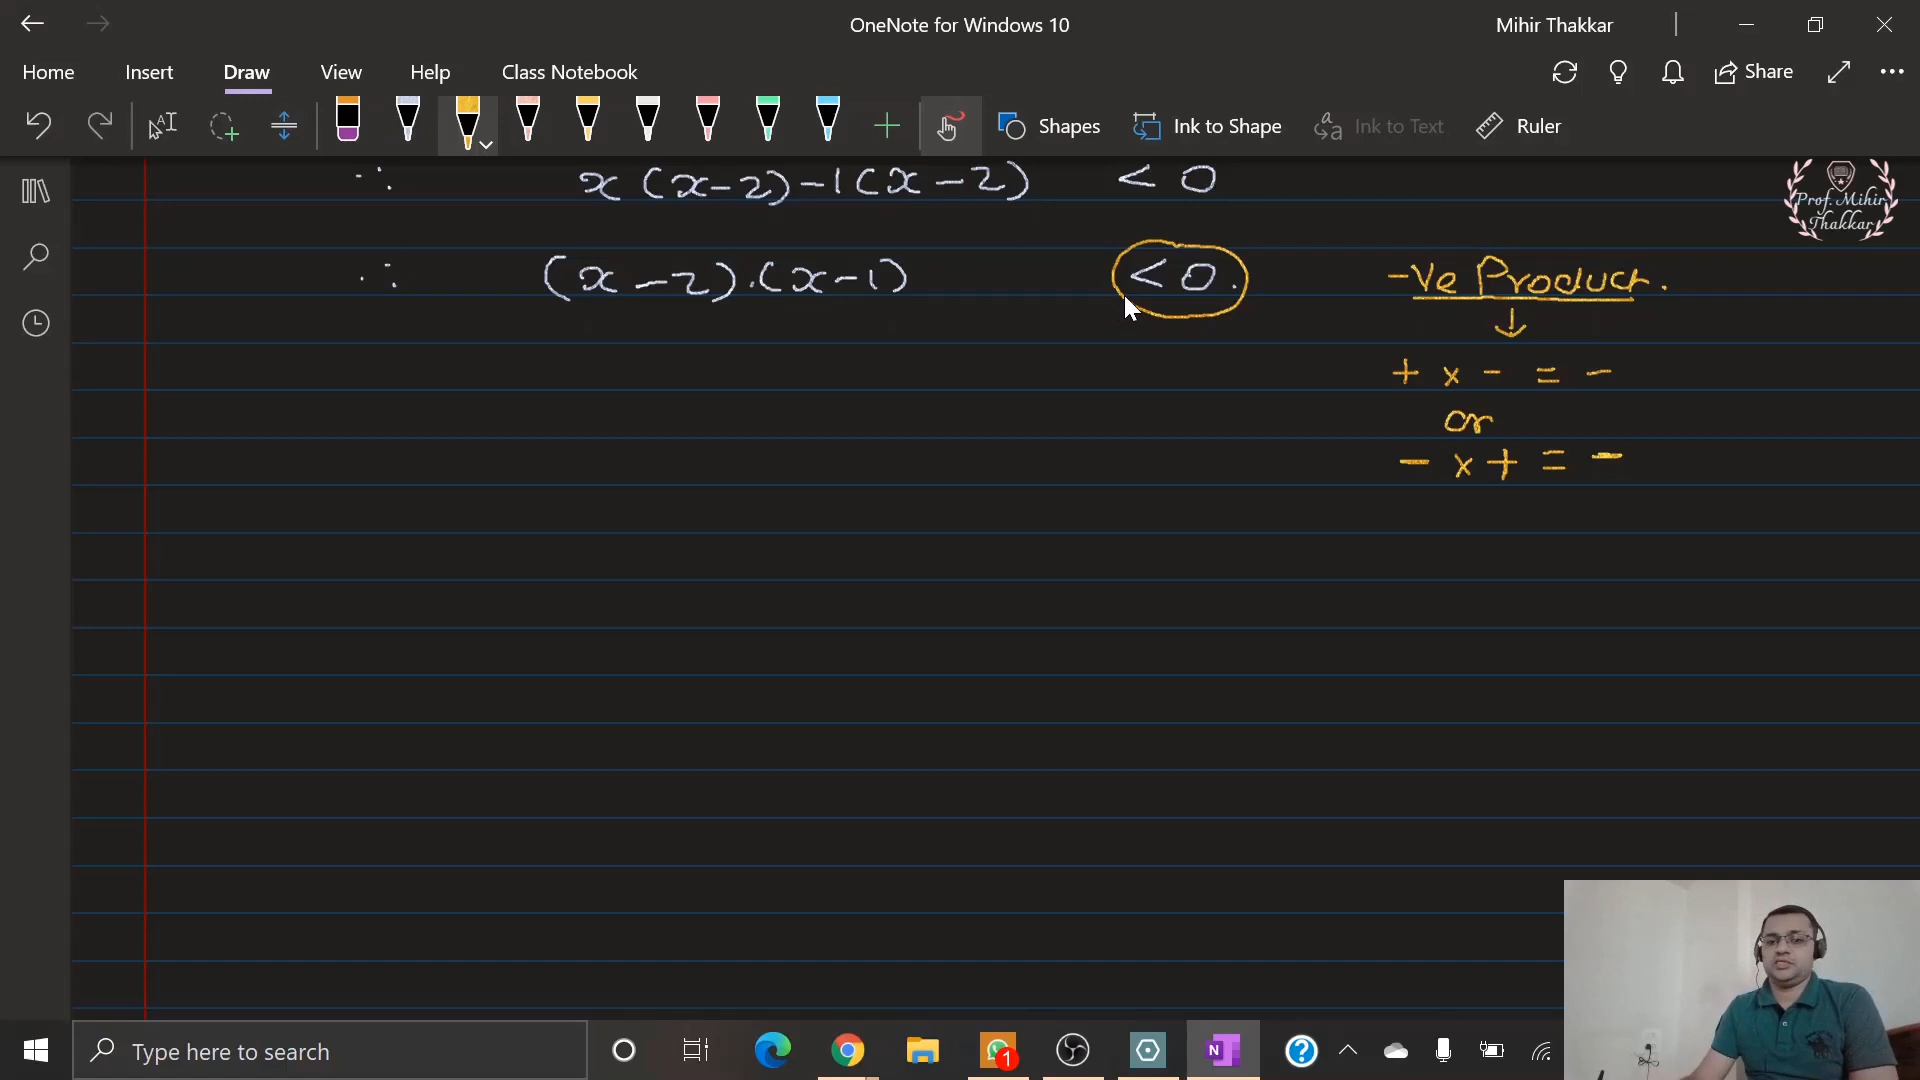 OneNote for Windows 10
Mihir Thakkar
Home Insert Draw View Help Class Notebook
Share
Shapes Ink to Shape Ink to Text Ruler
∴ x (x-2) -1 (x-2) < 0
Prof. Mihir
Thakkar
∴ (x-2).(x-1) < 0.
-Ve Product.
↓
+ x - = -
or
- x + = -
Type here to search
1